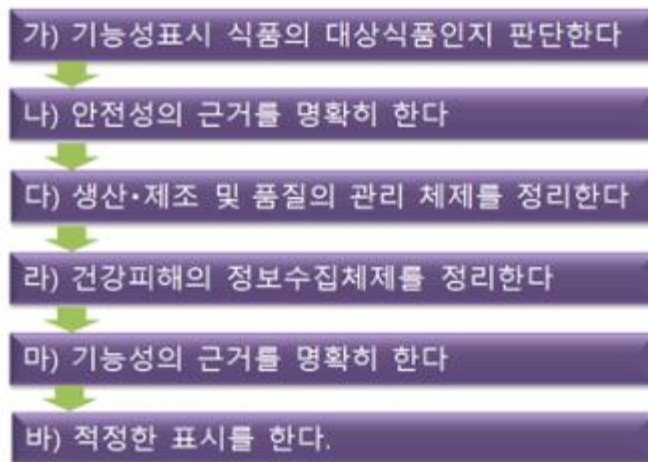 가) 기능성표시 식품의 대상식품인지 판단한다
나) 안전성의 근거를 명확히 한다
다) 생산•제조 및 품질의 관리 체제를 정리한다
라) 건강피해의 정보수집체제를 정리한다
마) 기능성의 근거를 명확히 한다
바) 적정한 표시를 한다.